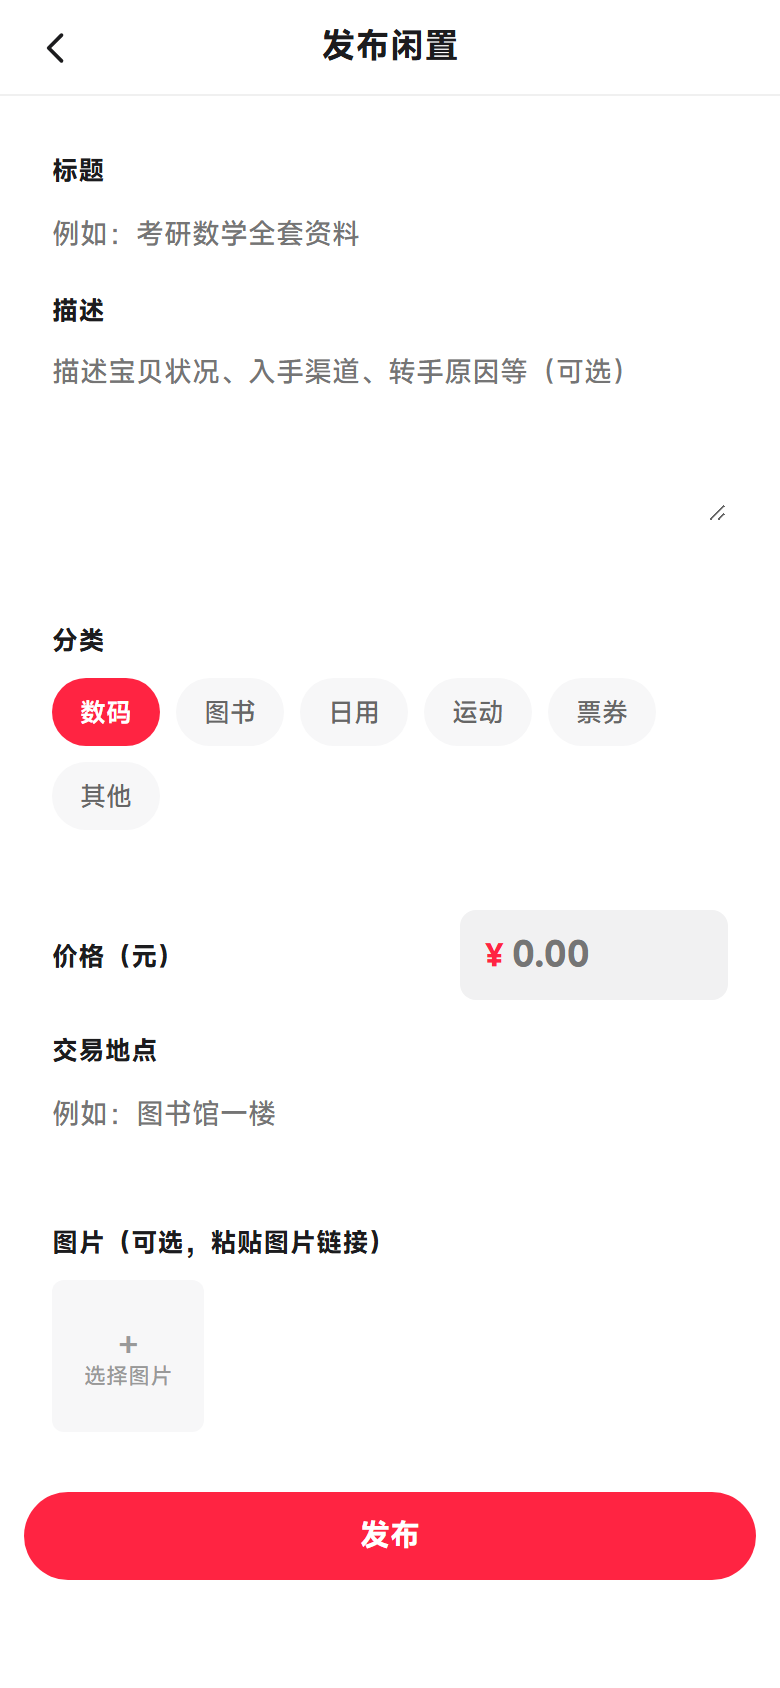 发布闲置
标题
例如：考研数学全套资料
描述
描述宝贝状况、入手渠道、转手原因等（可选）
分类
数码 图书 日用 运动 票券
其他
价格（元） ¥ 0.00
交易地点
例如：图书馆一楼
图片（可选，粘贴图片链接）
+
选择图片
发布